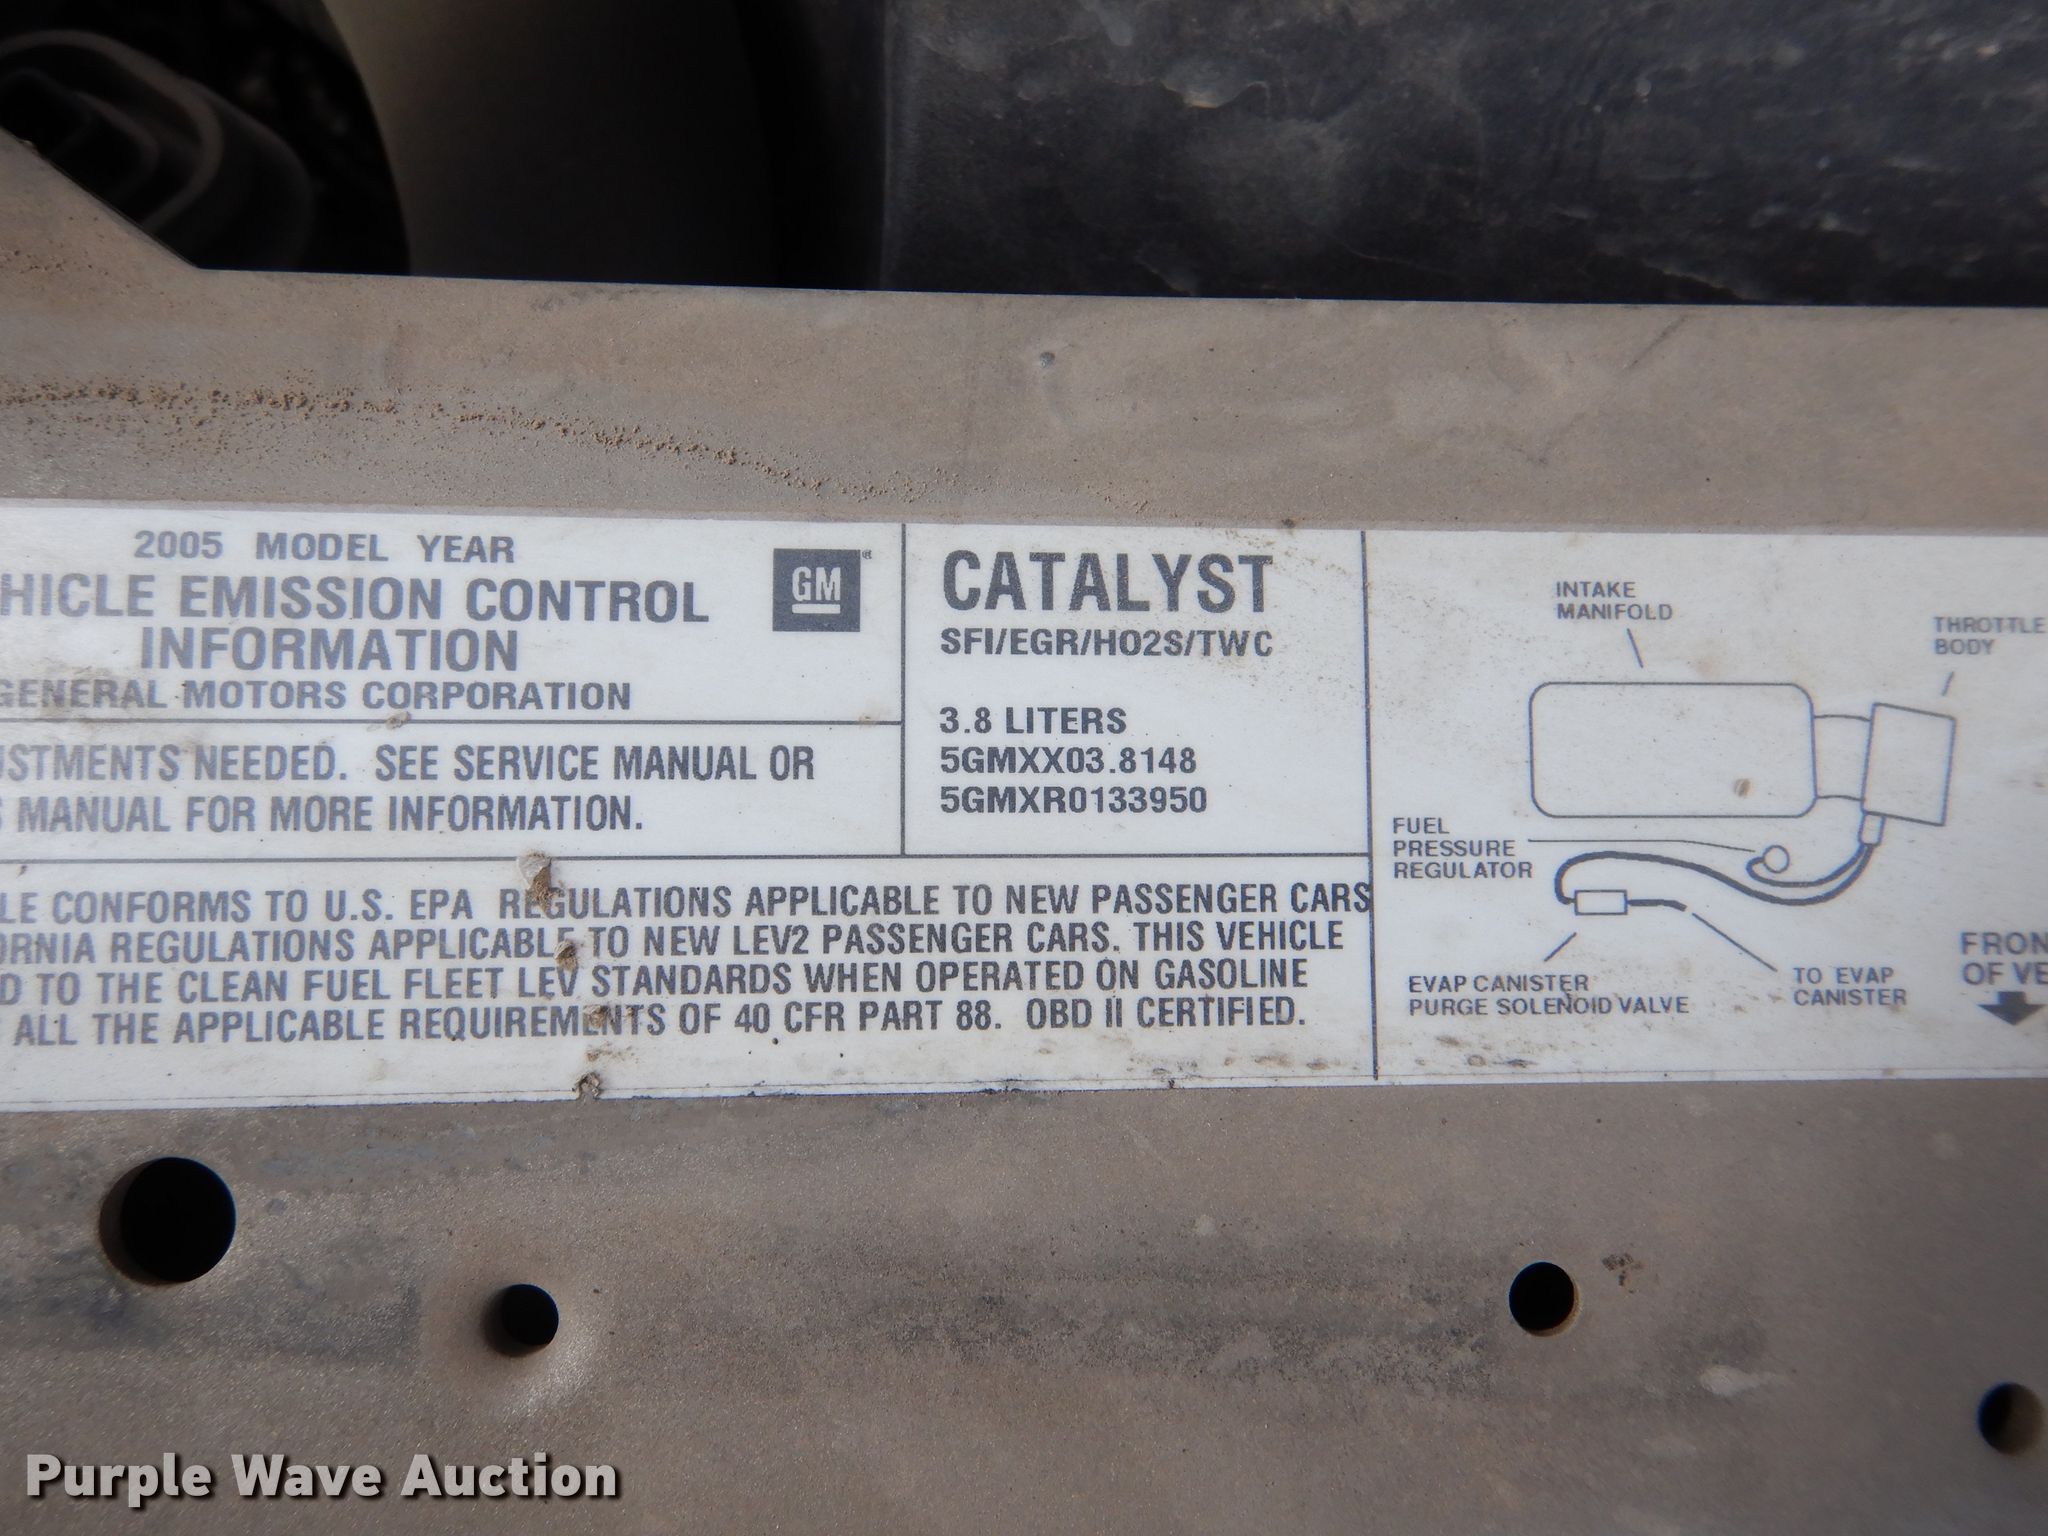 2005 MODEL YEAR
HICLE EMISSION CONTROL
INFORMATION
GENERAL MOTORS CORPORATION
GM
USTMENTS NEEDED. SEE SERVICE MANUAL OR
S MANUAL FOR MORE INFORMATION.
CATALYST
SFI/EGR/HO2S/TWC
3.8 LITERS
5GMXX03.8148
5GMXR0133950
LE CONFORMS TO U.S. EPA REGULATIONS APPLICABLE TO NEW PASSENGER CARS
ORNIA REGULATIONS APPLICABLE TO NEW LEV2 PASSENGER CARS. THIS VEHICLE
D TO THE CLEAN FUEL FLEET LEV STANDARDS WHEN OPERATED ON GASOLINE
ALL THE APPLICABLE REQUIREMENTS OF 40 CFR PART 88. OBD II CERTIFIED.
INTAKE
MANIFOLD
THROTTLE
BODY
FUEL
PRESSURE
REGULATOR
EVAP CANISTER
PURGE SOLENOID VALVE
TO EVAP
CANISTER
FRON
OF VE
Purple Wave Auction